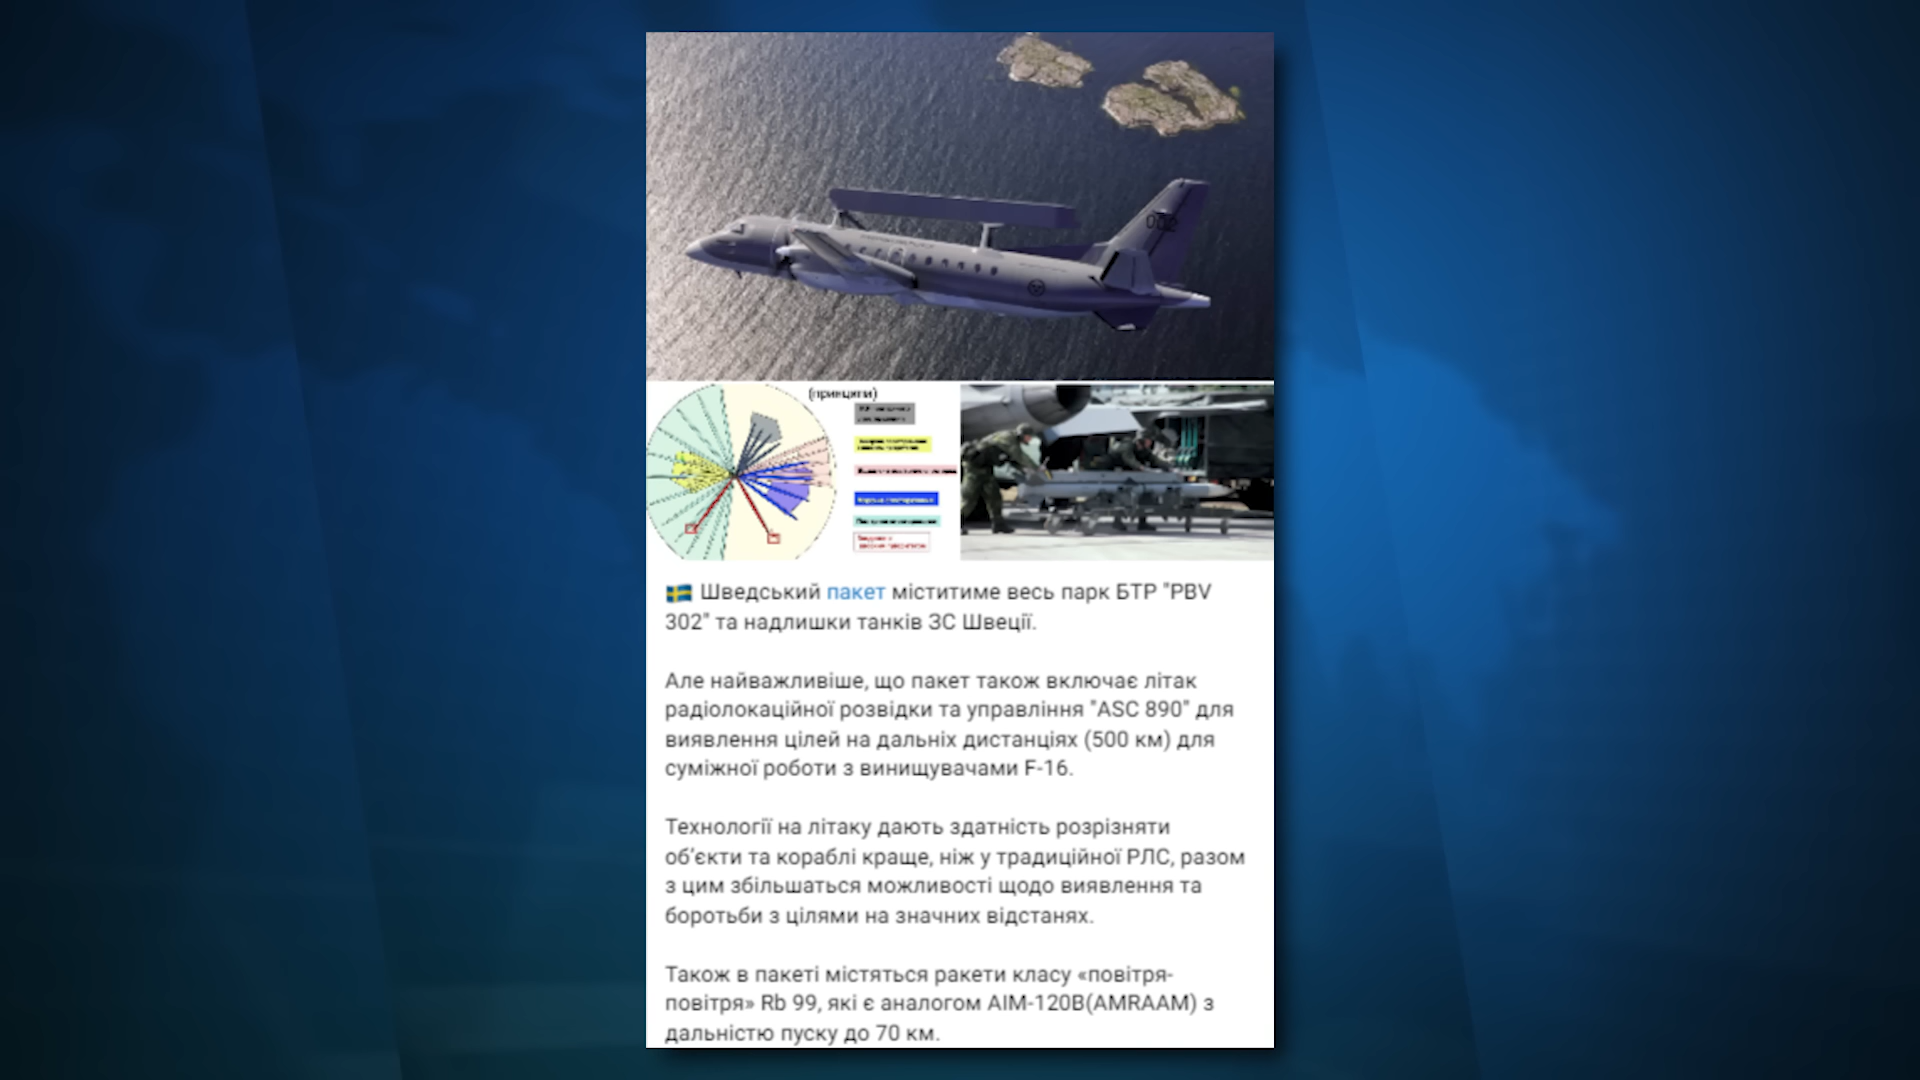 002
(принципи)
Шведський пакет міститиме весь парк БТР "PBV
302" та надлишки танків ЗС Швеції.
Але найважливіше, що пакет також включає літак
радіолокаційної розвідки та управління "ASC 890" для
виявлення цілей на дальніх дистанціях (500 км) для
суміжної роботи з винищувачами F-16.
Технології на літаку дають здатність розрізняти
об'єкти та кораблі краще, ніж у традиційної РЛС, разом
з цим збільшаться можливості щодо виявлення та
боротьби з цілями на значних відстанях.
Також в пакеті містяться ракети класу «повітря-
повітря» Rb 99, які є аналогом AIM-120B(AMRAAM) з
дальністю пуску до 70 км.